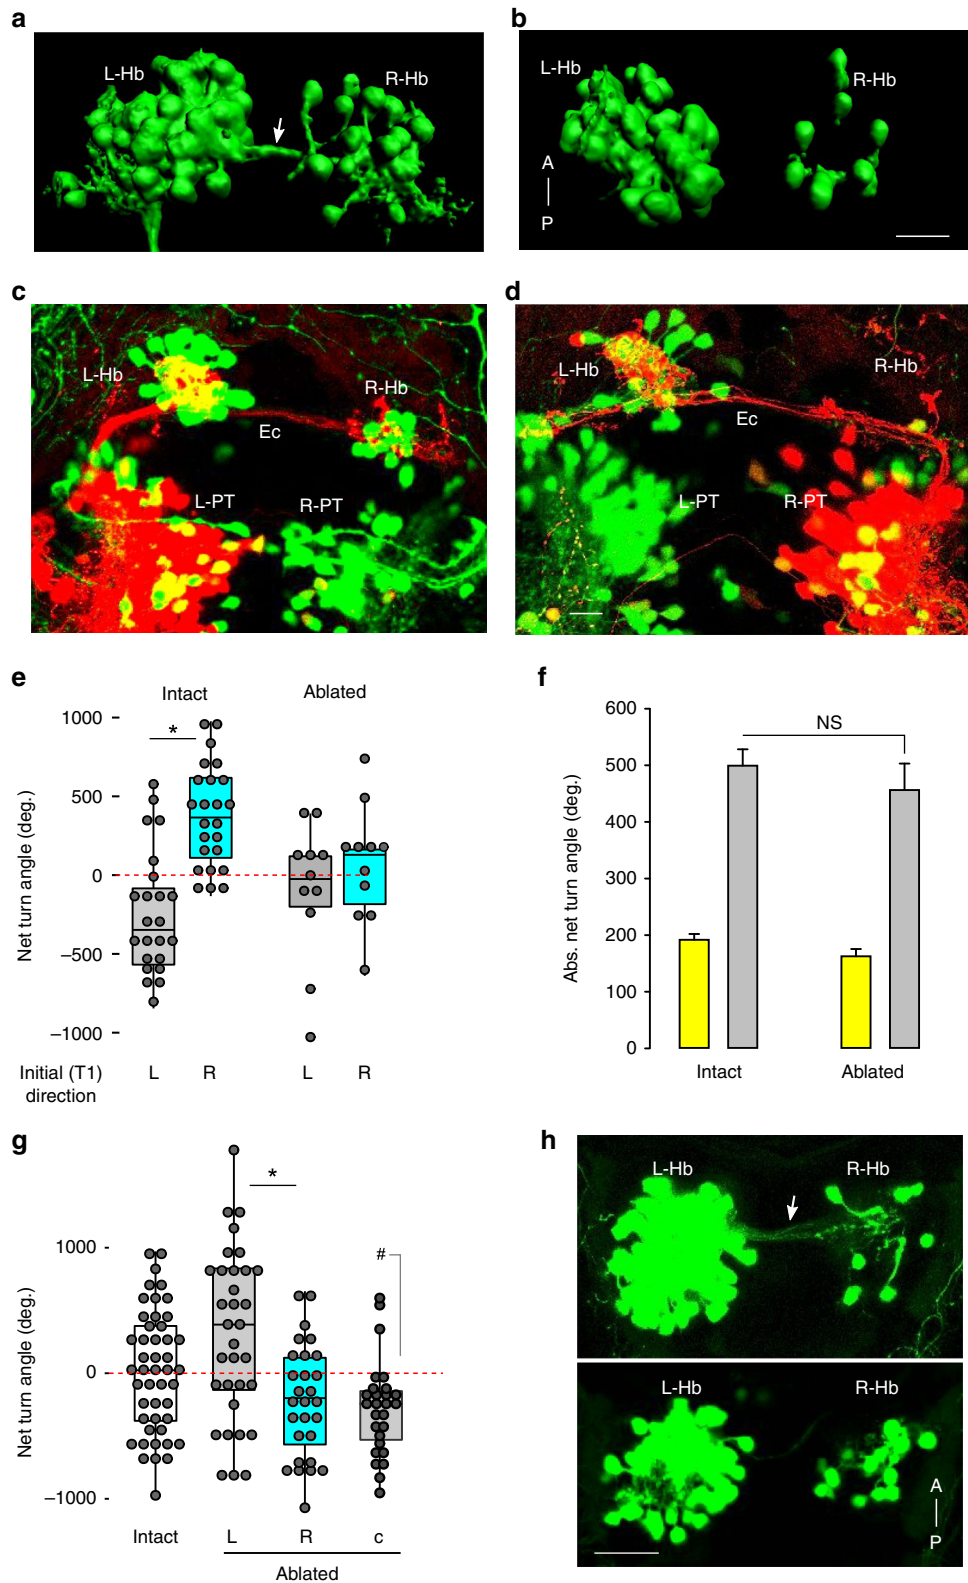 a
L-Hb
R-Hb
b
L-Hb
R-Hb
A
P
c
L-Hb
R-Hb
Ec
L-PT
R-PT
d
L-Hb
R-Hb
Ec
L-PT
R-PT
e
Intact
Ablated
Net turn angle (deg.)
1000
*
500
0
−500
−1000
Initial (T1) direction
L
R
L
R
f
Abs. net turn angle (deg.)
600
500
400
300
200
100
0
NS
Intact
Ablated
g
Net turn angle (deg.)
1000
0
−1000
*
#
Intact
L
R
c
Ablated
h
L-Hb
R-Hb
L-Hb
R-Hb
A
P